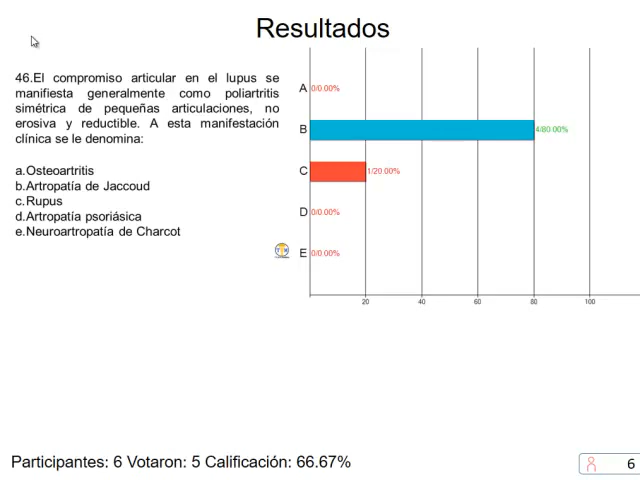 Resultados
46.El compromiso articular en el lupus se
manifiesta generalmente como poliartritis
simétrica de pequeñas articulaciones, no
erosiva y reductible. A esta manifestación
clínica se le denomina:
a.Osteoartritis
b.Artropatía de Jaccoud
c.Rupus
d.Artropatía psoriásica
e.Neuroartropatía de Charcot
A 0/0.00%
B 4/80.00%
C 1/20.00%
D 0/0.00%
E 0/0.00%
20 40 60 80 100
Participantes: 6 Votaron: 5 Calificación: 66.67%
6